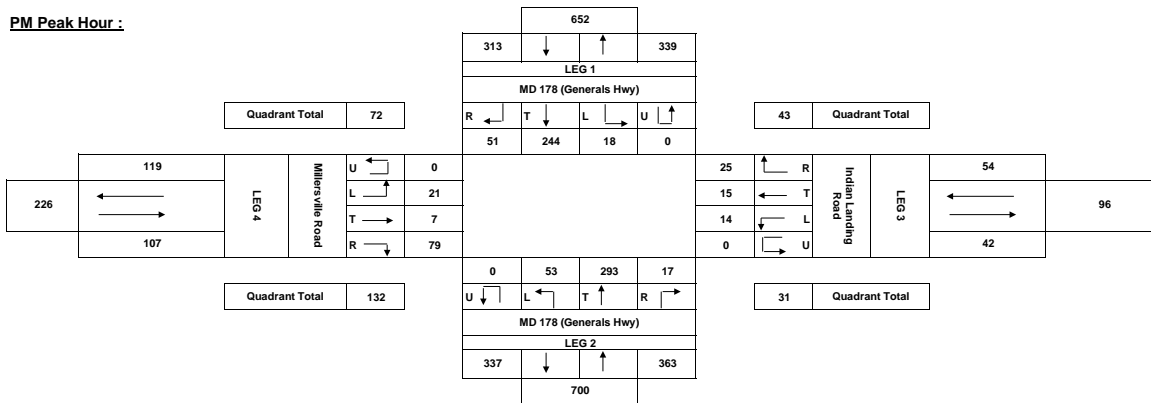 PM Peak Hour :
652
313 339
LEG 1
MD 178 (Generals Hwy)
Quadrant Total 72
R T L U
43 Quadrant Total
51 244 18 0
119
226
107
LEG 4
Millersville Road
U 0
L 21
T 7
R 79
25 R
15 T
14 L
0 U
Indian Landing
Road
LEG 3
54
96
42
0 53 293 17
Quadrant Total 132
U L T R
31 Quadrant Total
MD 178 (Generals Hwy)
LEG 2
337 363
700